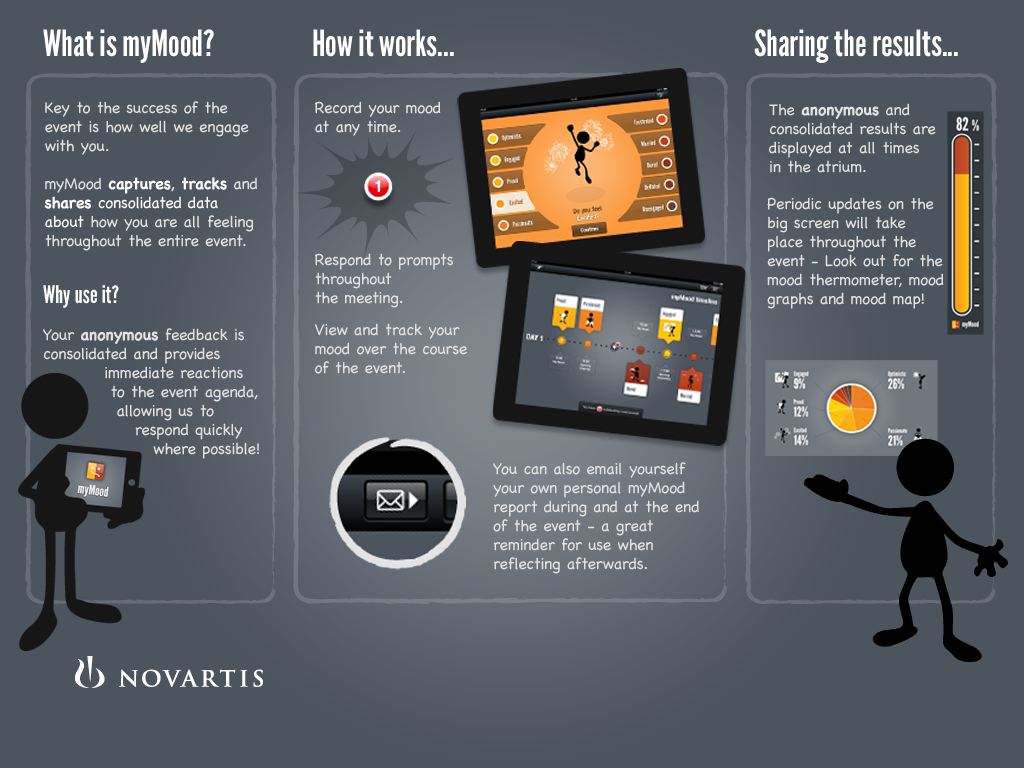 What is myMood?
Key to the success of the
event is how well we engage
with you.
myMood captures, tracks and
shares consolidated data
about how you are all feeling
throughout the entire event.
Why use it?
Your anonymous feedback is
consolidated and provides
immediate reactions
to the event agenda,
allowing us to
respond quickly
where possible!
myMood
NOVARTIS
How it works...
Record your mood
at any time.
1
Respond to prompts
throughout
the meeting.
View and track your
mood over the course
of the event.
Optimistic
Engaged
Proud
Excited
Passionate
Frustrated
Worried
Bored
Deflated
Disengaged
Do you feel
Continue
myMood timeline
DAY 1
You can also email yourself
your own personal myMood
report during and at the end
of the event – a great
reminder for use when
reflecting afterwards.
Sharing the results...
The anonymous and
consolidated results are
displayed at all times
in the atrium.
Periodic updates on the
big screen will take
place throughout the
event – Look out for the
mood thermometer, mood
graphs and mood map!
82 %
myMood
Engaged
9%
Proud
12%
Excited
14%
Optimistic
26%
Passionate
21%